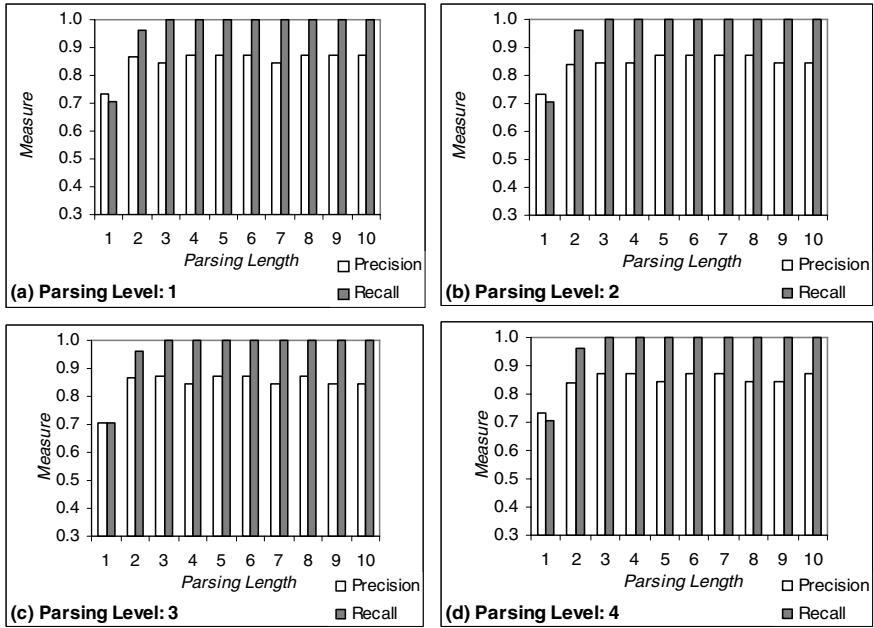 1.0
0.9
0.8
0.7
0.6
0.5
0.4
0.3
Measure
1 2 3 4 5 6 7 8 9 10
Parsing Length
Precision
Recall
(a) Parsing Level: 1
1.0
0.9
0.8
0.7
0.6
0.5
0.4
0.3
Measure
1 2 3 4 5 6 7 8 9 10
Parsing Length
Precision
Recall
(b) Parsing Level: 2
1.0
0.9
0.8
0.7
0.6
0.5
0.4
0.3
Measure
1 2 3 4 5 6 7 8 9 10
Parsing Length
Precision
Recall
(c) Parsing Level: 3
1.0
0.9
0.8
0.7
0.6
0.5
0.4
0.3
Measure
1 2 3 4 5 6 7 8 9 10
Parsing Length
Precision
Recall
(d) Parsing Level: 4